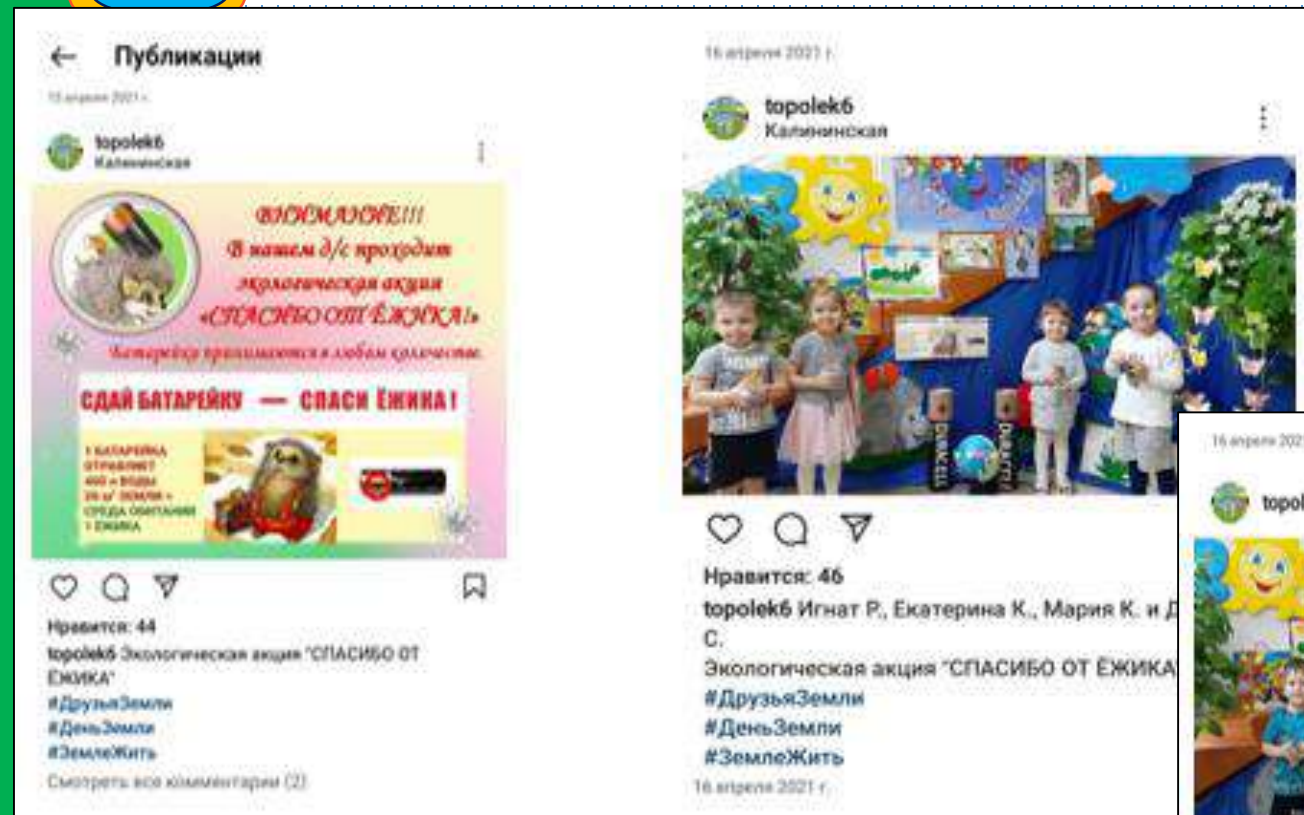 Публикации
15 апреля 2021 г.
topolek6
Калининская
ВНИМАНИЕ!!!
В нашем д/с проходит
экологическая акция
«СПАСИБО ОТ ЁЖИКА!»
Батарейки принимаются в любом количестве.
СДАЙ БАТАРЕЙКУ — СПАСИ ЁЖИКА!
1 БАТАРЕЙКА
ОТРАВЛЯЕТ
400 л ВОДЫ
20 м² ЗЕМЛИ =
СРЕДА ОБИТАНИЯ
1 ЁЖИКА
Нравится: 44
topolek6 Экологическая акция "СПАСИБО ОТ
ЁЖИКА"
#ДрузьяЗемли
#ДеньЗемли
#ЗемлеЖить
Смотреть все комментарии (2)
16 апреля 2021 г.
topolek6
Калининская
DURACELL
Нравится: 46
topolek6 Игнат Р., Екатерина К., Мария К. и Д
С.
Экологическая акция "СПАСИБО ОТ ЁЖИКА
#ДрузьяЗемли
#ДеньЗемли
#ЗемлеЖить
16 апреля 2021 г.
16 апреля 202
topol